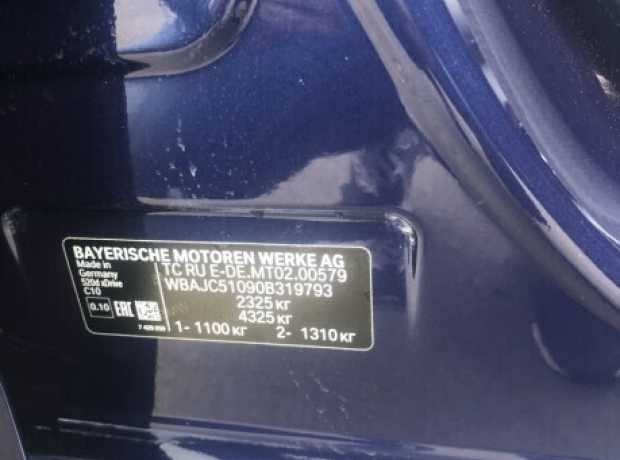 BAYERISCHE MOTOREN WERKE AG
Made in
Germany
520d xDrive
C10
TC RU E-DE.MT02.00579
WBAJC51090B319793
2325 кг
4325 кг
1- 1100 кг 2- 1310 кг
0.10
EAC